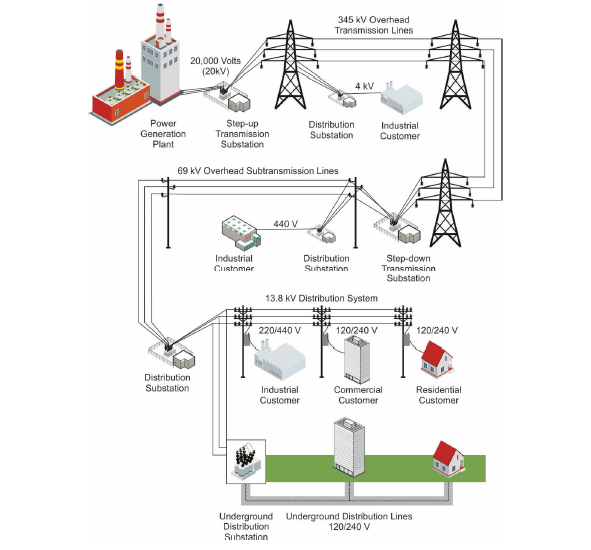 345 kV Overhead
Transmission Lines
20,000 Volts
(20kV)
4 kV
Power
Generation
Plant
Step-up
Transmission
Substation
Distribution
Substation
Industrial
Customer
69 kV Overhead Subtransmission Lines
440 V
Industrial
Customer
Distribution
Substation
Step-down
Transmission
Substation
13.8 kV Distribution System
220/440 V
120/240 V
120/240 V
Distribution
Substation
Industrial
Customer
Commercial
Customer
Residential
Customer
Underground
Distribution
Substation
Underground Distribution Lines
120/240 V